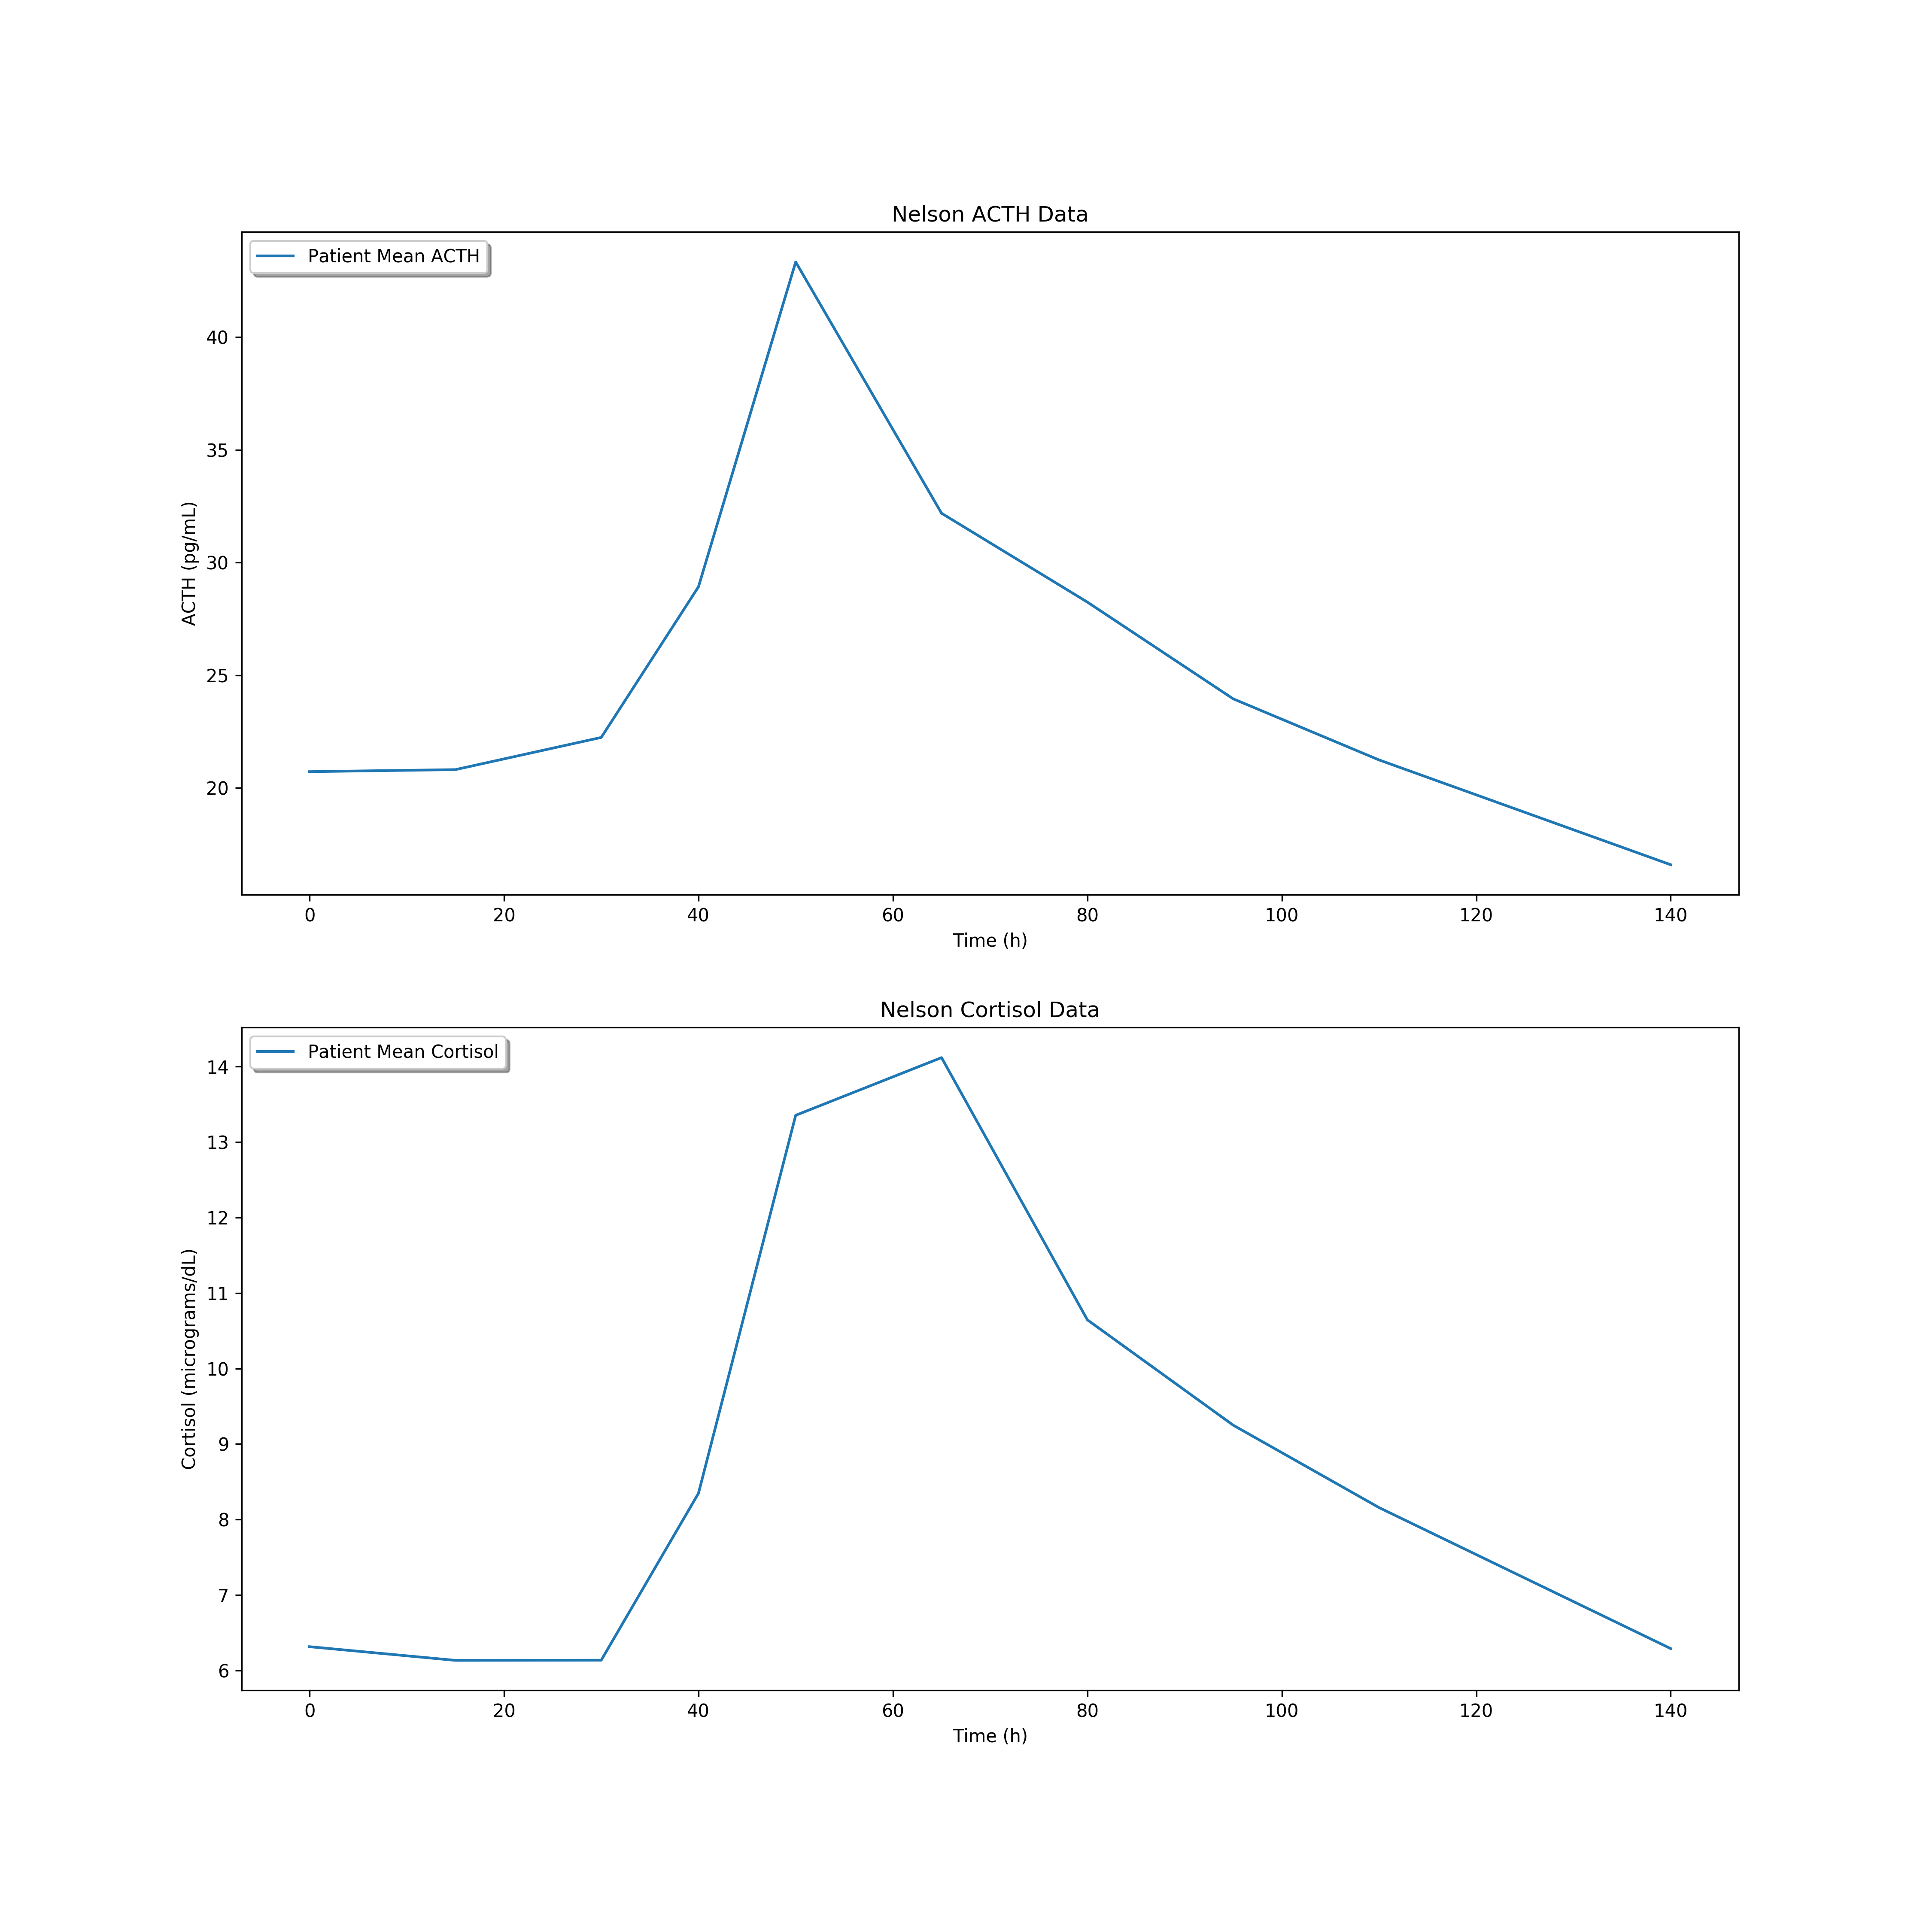 Nelson ACTH Data
Patient Mean ACTH
40
35
30
25
20
ACTH (pg/mL)
0 20 40 60 80 100 120 140
Time (h)
Nelson Cortisol Data
Patient Mean Cortisol
14
13
12
11
10
9
8
7
6
Cortisol (micrograms/dL)
0 20 40 60 80 100 120 140
Time (h)